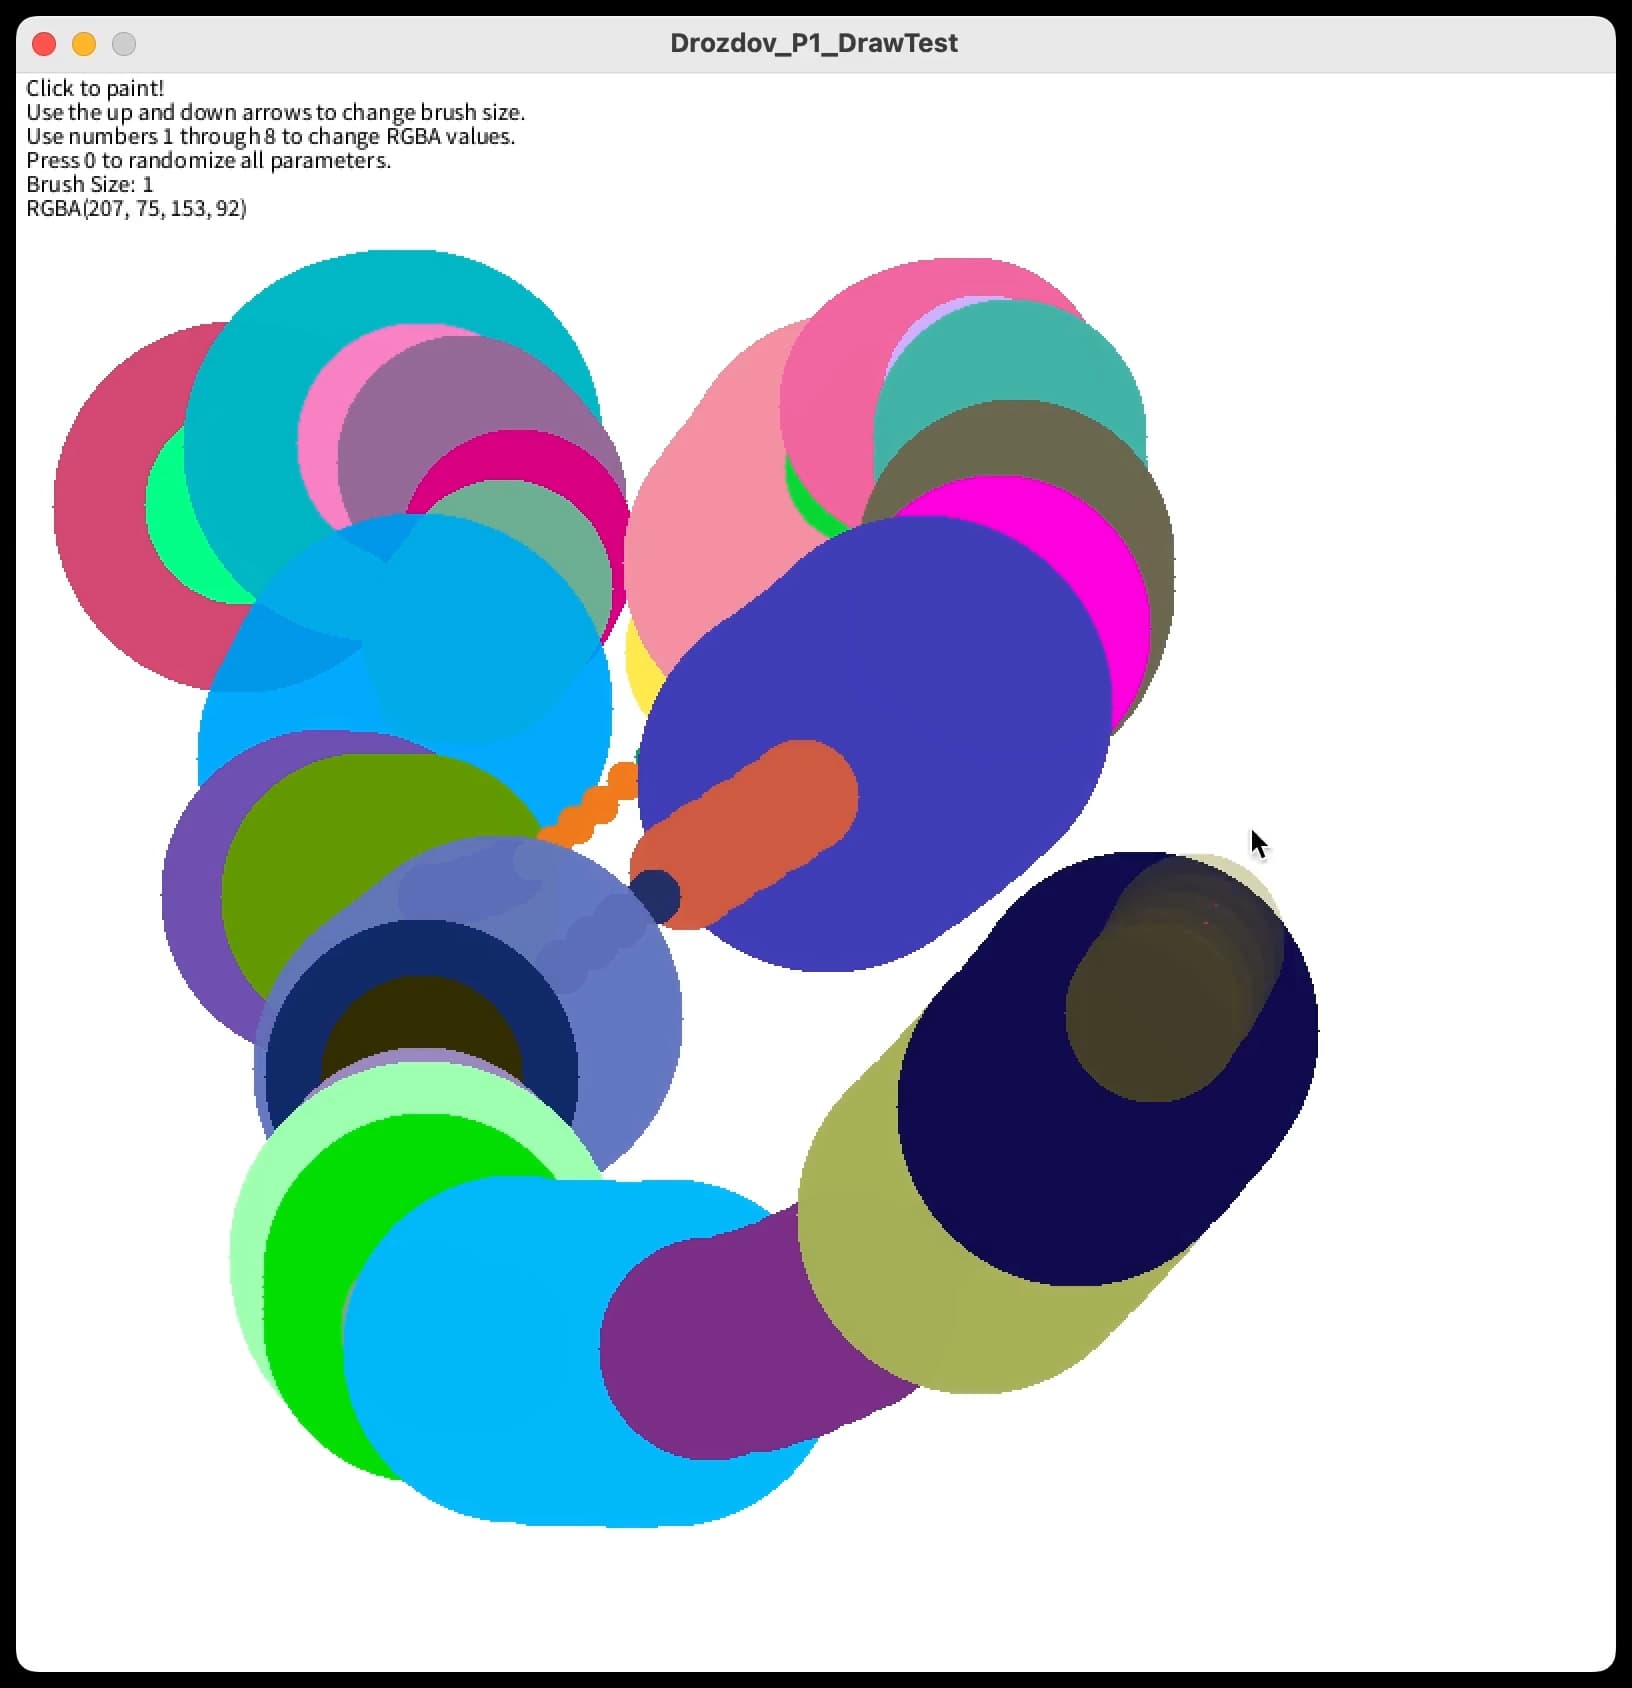 Drozdov_P1_DrawTest
Click to paint!
Use the up and down arrows to change brush size.
Use numbers 1 through 8 to change RGBA values.
Press 0 to randomize all parameters.
Brush Size: 1
RGBA(207, 75, 153, 92)